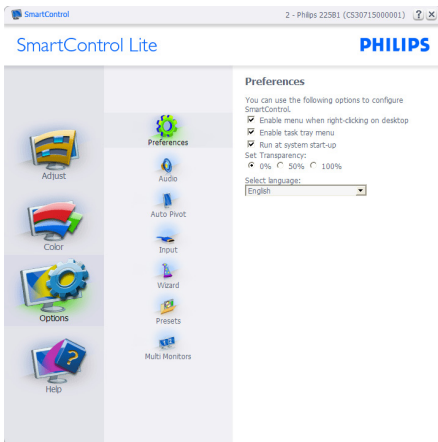 SmartControl
2 - Philips 225B1 (CS30715000001)
SmartControl Lite
PHILIPS
Adjust
Color
Options
Help
Preferences
Audio
Auto Pivot
Input
Wizard
Presets
Multi Monitors
Preferences
You can use the following options to configure
SmartControl.
Enable menu when right-clicking on desktop
Enable task tray menu
Run at system start-up
Set Transparency:
0% 50% 100%
Select language:
English